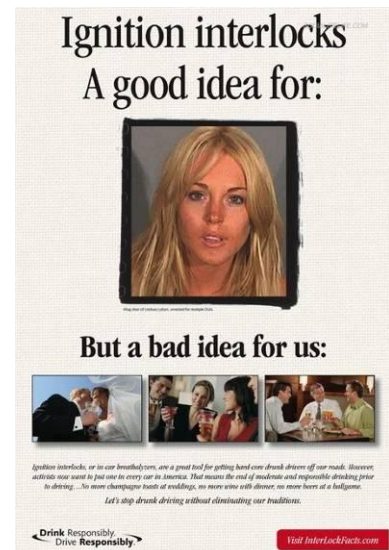 Ignition interlocks
A good idea for:
But a bad idea for us:
Ignition interlocks, or in-car breathalyzers, are a great tool for getting hard-core drunk drivers off our roads. However,
activists now want to put one in every car in America. That means the end of moderate and responsible drinking prior
to driving. ...No more champagne toasts at weddings, no more wine with dinner, no more beers at a ballgame.
Let's stop drunk driving without eliminating our traditions.
Drink Responsibly.
Drive Responsibly.
Visit InterLockFacts.com